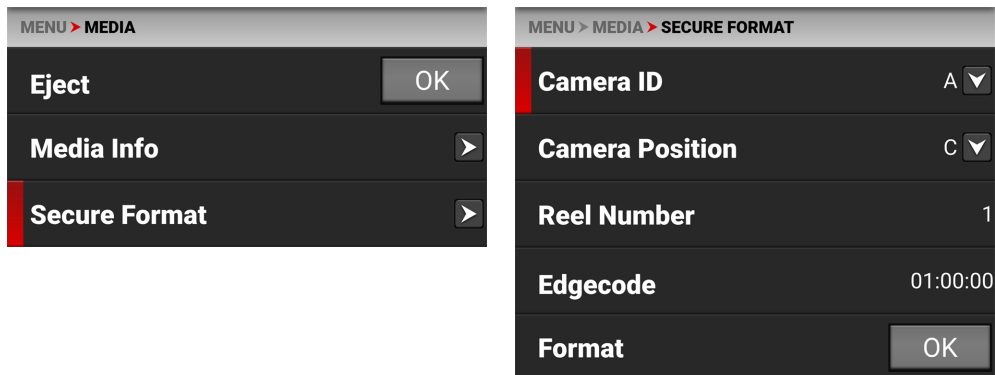 MENU > MEDIA
Eject OK
Media Info
Secure Format
MENU > MEDIA > SECURE FORMAT
Camera ID A
Camera Position C
Reel Number 1
Edgecode 01:00:00
Format OK